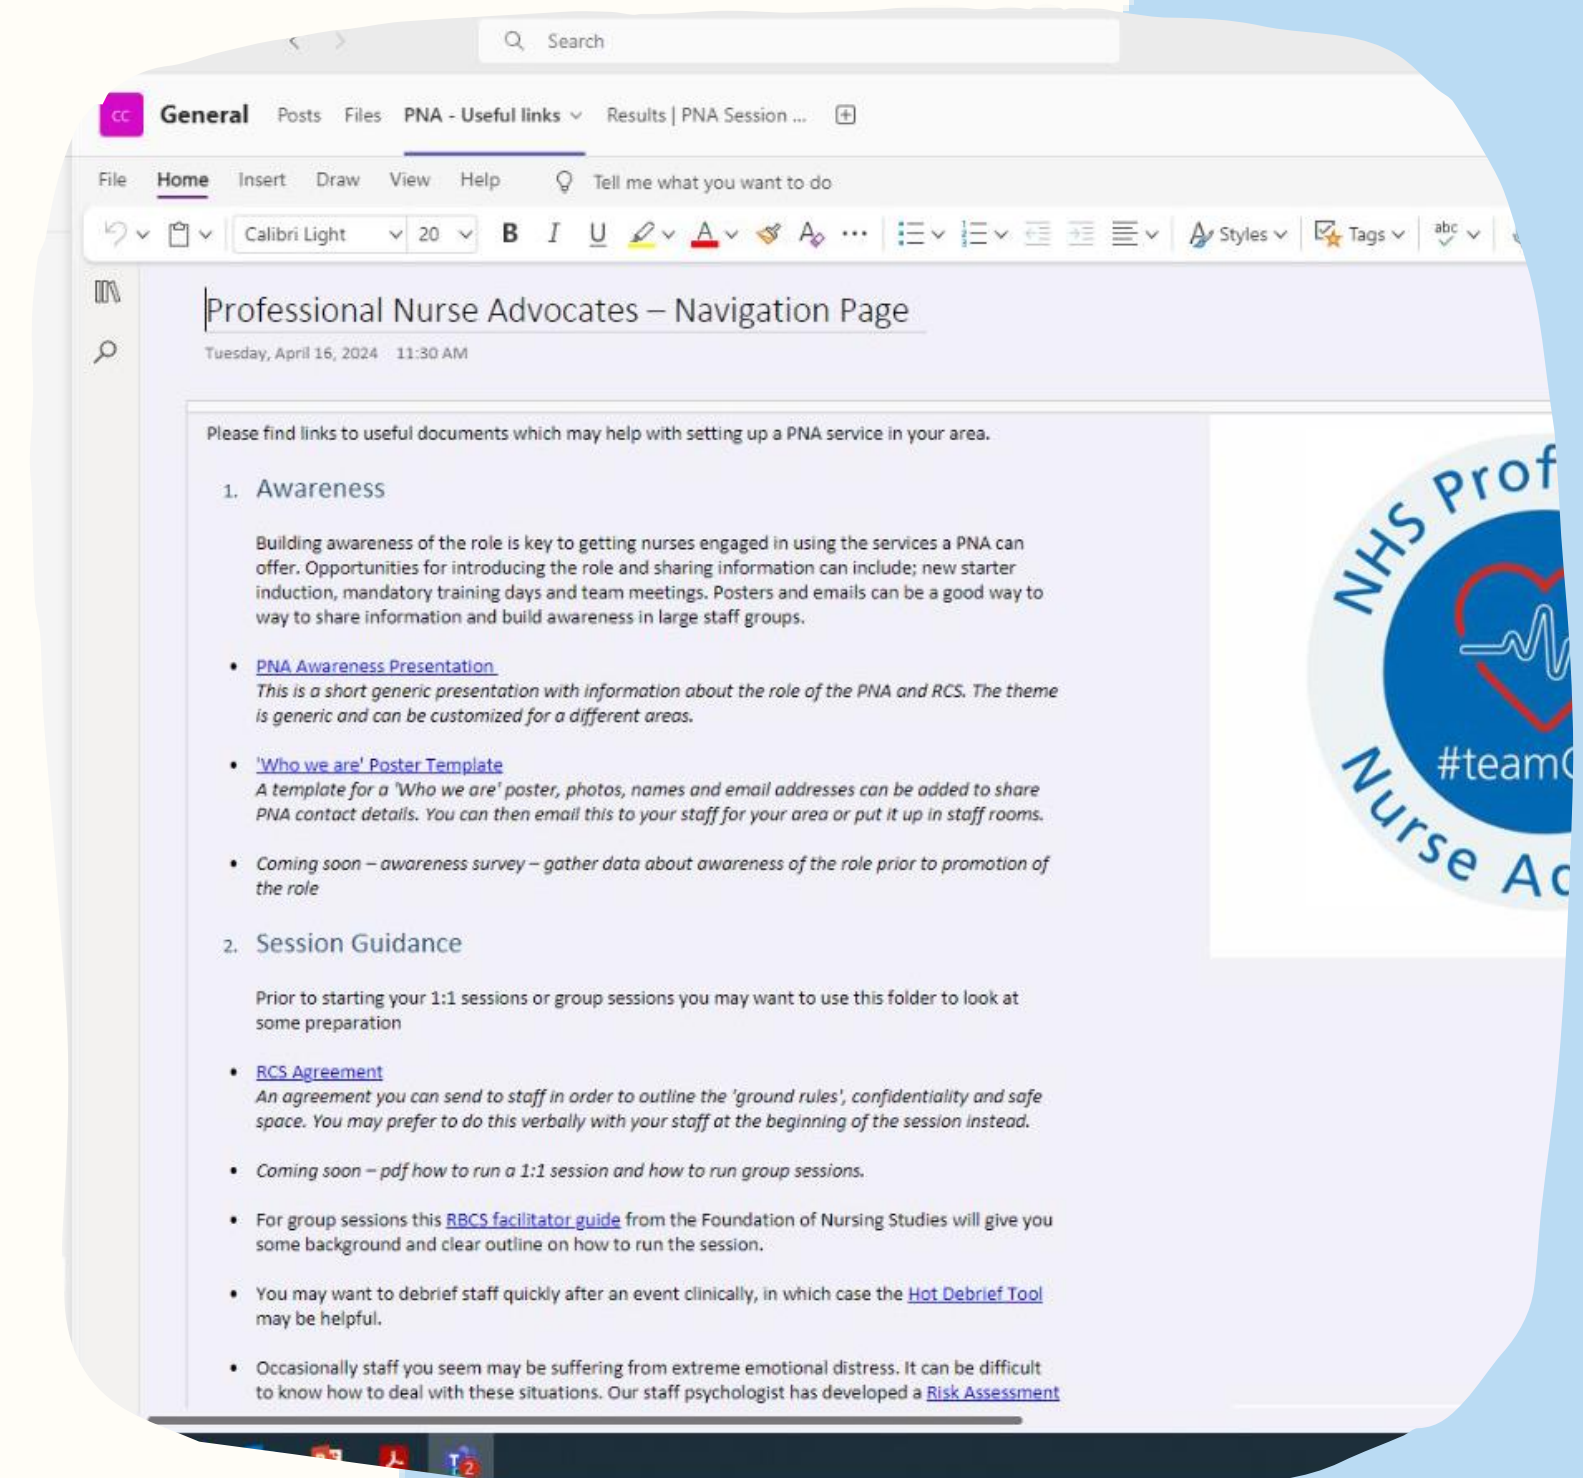 Search
CC General Posts Files PNA - Useful links Results | PNA Session ...
File Home Insert Draw View Help Tell me what you want to do
Calibri Light 20 B I U A A ... Styles Tags abc
Professional Nurse Advocates – Navigation Page
Tuesday, April 16, 2024 11:30 AM
Please find links to useful documents which may help with setting up a PNA service in your area.
1. Awareness
Building awareness of the role is key to getting nurses engaged in using the services a PNA can
offer. Opportunities for introducing the role and sharing information can include; new starter
induction, mandatory training days and team meetings. Posters and emails can be a good way to
way to share information and build awareness in large staff groups.
• PNA Awareness Presentation
This is a short generic presentation with information about the role of the PNA and RCS. The theme
is generic and can be customized for a different areas.
• 'Who we are' Poster Template
A template for a 'Who we are' poster, photos, names and email addresses can be added to share
PNA contact details. You can then email this to your staff for your area or put it up in staff rooms.
• Coming soon – awareness survey – gather data about awareness of the role prior to promotion of
the role
2. Session Guidance
Prior to starting your 1:1 sessions or group sessions you may want to use this folder to look at
some preparation
• RCS Agreement
An agreement you can send to staff in order to outline the 'ground rules', confidentiality and safe
space. You may prefer to do this verbally with your staff at the beginning of the session instead.
• Coming soon – pdf how to run a 1:1 session and how to run group sessions.
• For group sessions this RBCS facilitator guide from the Foundation of Nursing Studies will give you
some background and clear outline on how to run the session.
• You may want to debrief staff quickly after an event clinically, in which case the Hot Debrief Tool
may be helpful.
• Occasionally staff you seem may be suffering from extreme emotional distress. It can be difficult
to know how to deal with these situations. Our staff psychologist has developed a Risk Assessment
NHS Prof
#team
Nurse Ad
2